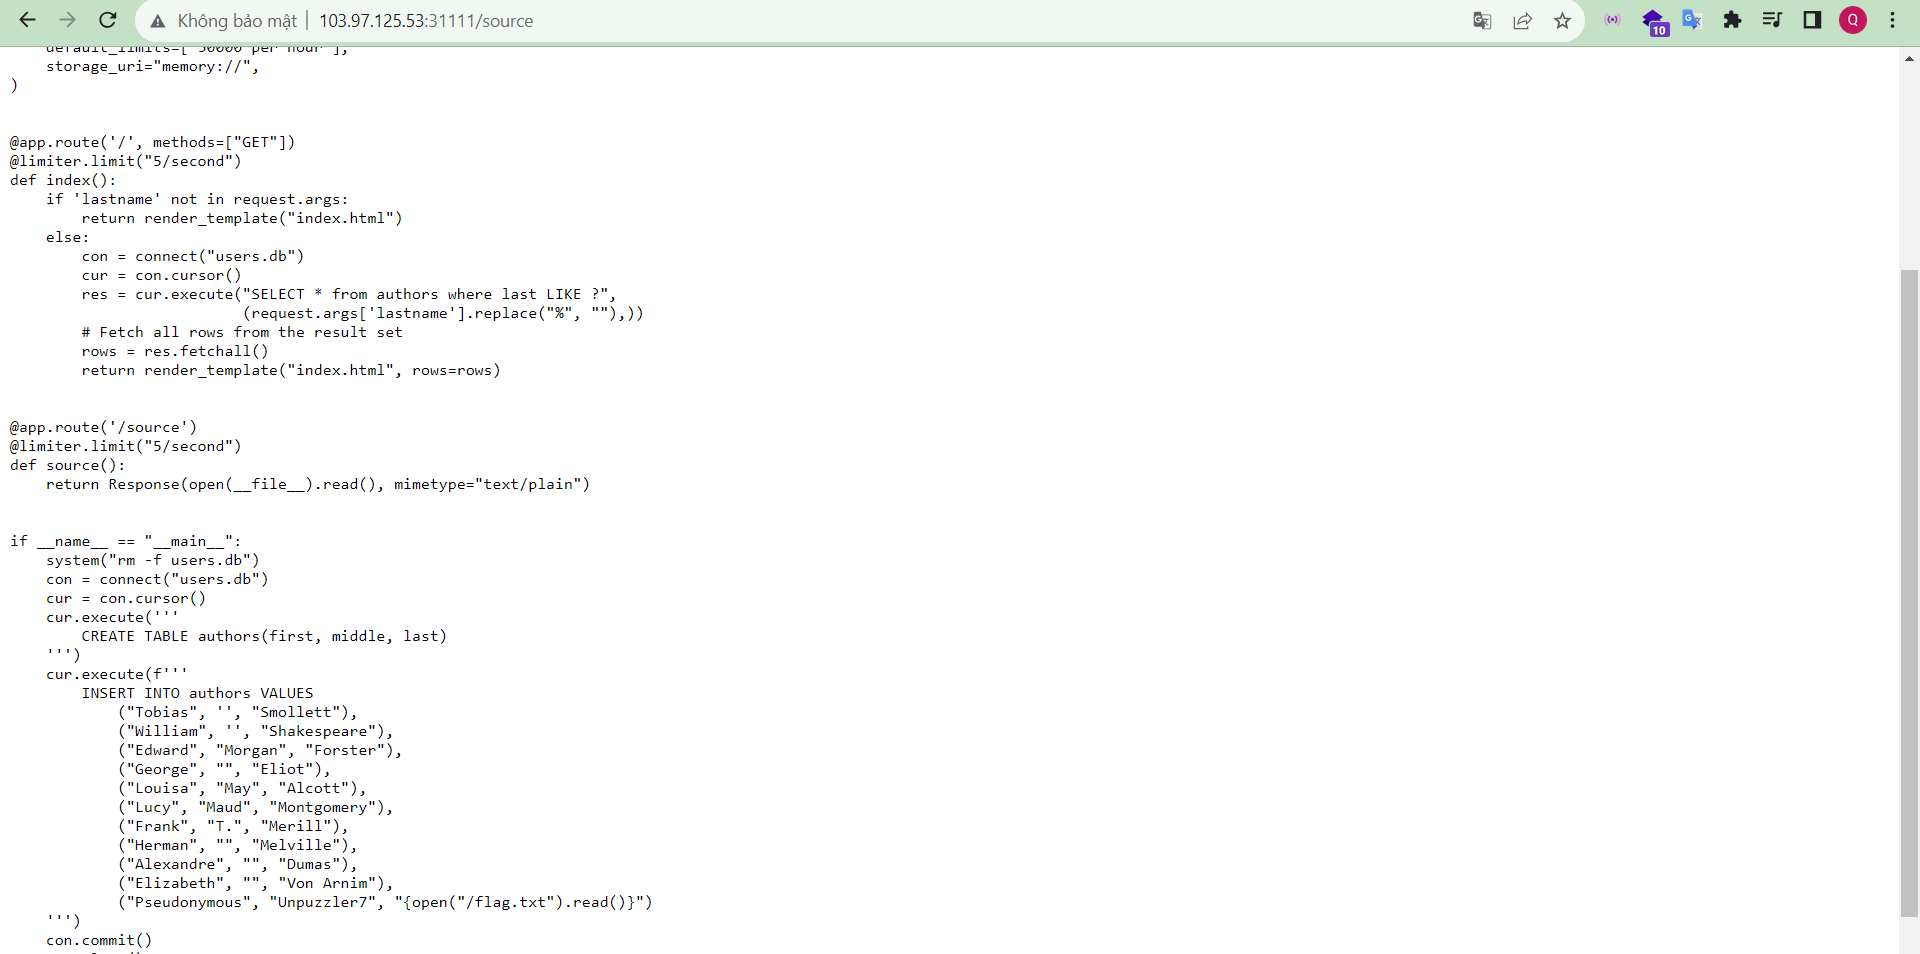 Không bảo mật
103.97.125.53:31111/source
10
Q
default_limits=["50000 per hour"],
    storage_uri="memory://",
)
@app.route('/', methods=["GET"])
@limiter.limit("5/second")
def index():
    if 'lastname' not in request.args:
        return render_template("index.html")
    else:
        con = connect("users.db")
        cur = con.cursor()
        res = cur.execute("SELECT * from authors where last LIKE ?",
                          (request.args['lastname'].replace("%", ""),))
        # Fetch all rows from the result set
        rows = res.fetchall()
        return render_template("index.html", rows=rows)
@app.route('/source')
@limiter.limit("5/second")
def source():
    return Response(open(__file__).read(), mimetype="text/plain")
if __name__ == "__main__":
    system("rm -f users.db")
    con = connect("users.db")
    cur = con.cursor()
    cur.execute('''
        CREATE TABLE authors(first, middle, last)
    ''')
    cur.execute(f'''
        INSERT INTO authors VALUES
            ("Tobias", '', "Smollett"),
            ("William", '', "Shakespeare"),
            ("Edward", "Morgan", "Forster"),
            ("George", "", "Eliot"),
            ("Louisa", "May", "Alcott"),
            ("Lucy", "Maud", "Montgomery"),
            ("Frank", "T.", "Merill"),
            ("Herman", "", "Melville"),
            ("Alexandre", "", "Dumas"),
            ("Elizabeth", "", "Von Arnim"),
            ("Pseudonymous", "Unpuzzler7", "{open("/flag.txt").read()}")
    ''')
    con.commit()